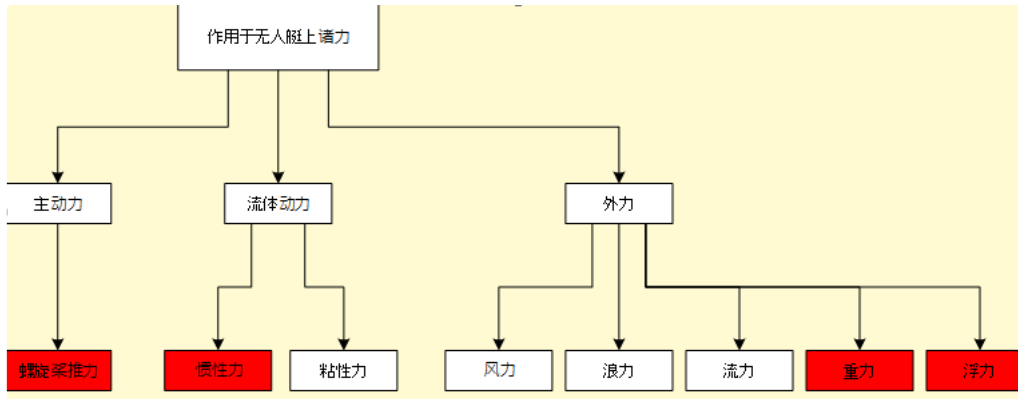 作用于无人艇上诸力
主动力
流体动力
外力
螺旋桨推力
惯性力
粘性力
风力
浪力
流力
重力
浮力